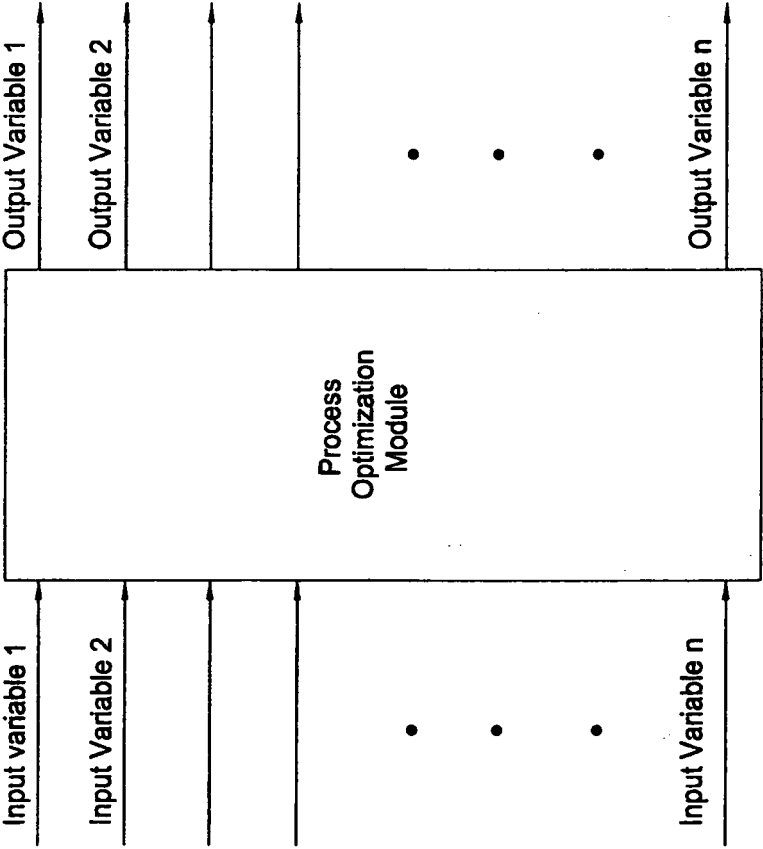 Input variable 1
Input Variable 2
Input Variable n
Process
Optimization
Module
Output Variable 1
Output Variable 2
Output Variable n